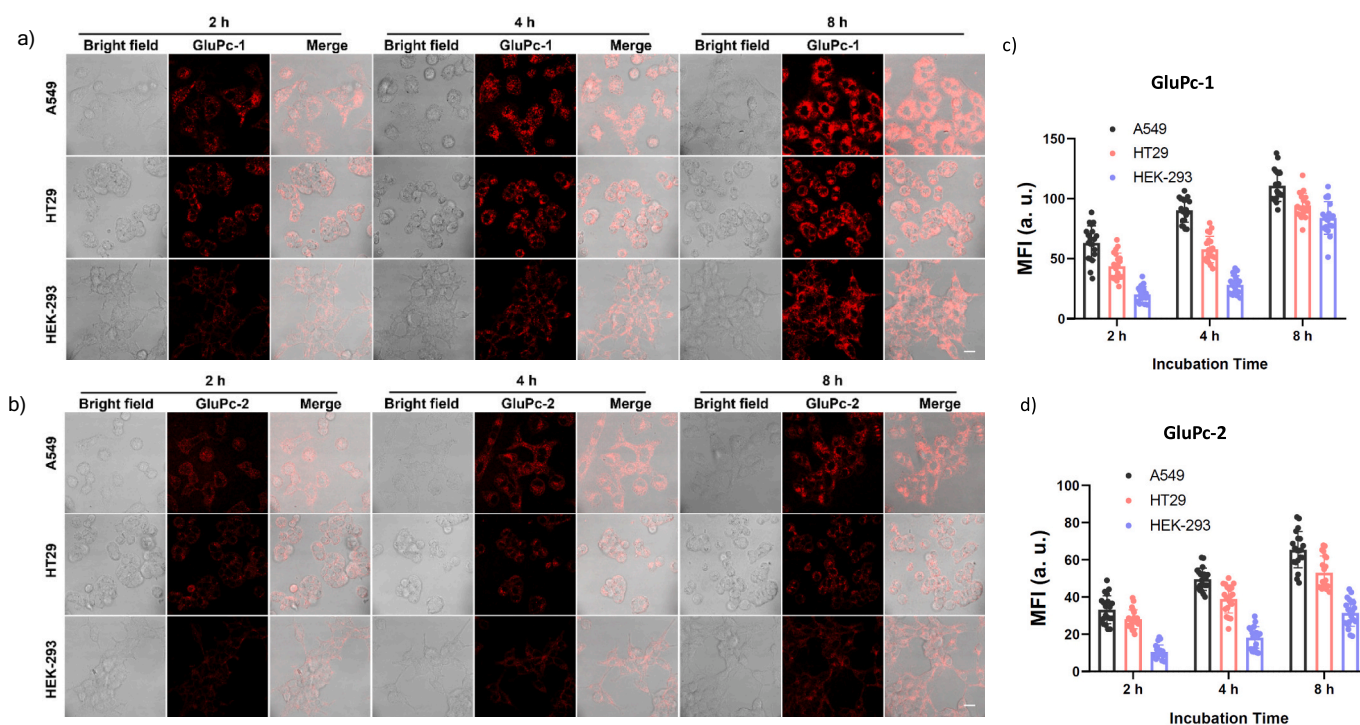 a)
2 h
4 h
8 h
Bright field GluPc-1 Merge Bright field GluPc-1 Merge Bright field GluPc-1
A549
HT29
HEK-293
b)
2 h
4 h
8 h
Bright field GluPc-2 Merge Bright field GluPc-2 Merge Bright field GluPc-2 Merge
A549
HT29
HEK-293
c)
GluPc-1
A549
HT29
HEK-293
MFI (a. u.)
150
100
50
0
2 h 4 h 8 h
Incubation Time
d)
GluPc-2
A549
HT29
HEK-293
MFI (a. u.)
100
80
60
40
20
0
2 h 4 h 8 h
Incubation Time